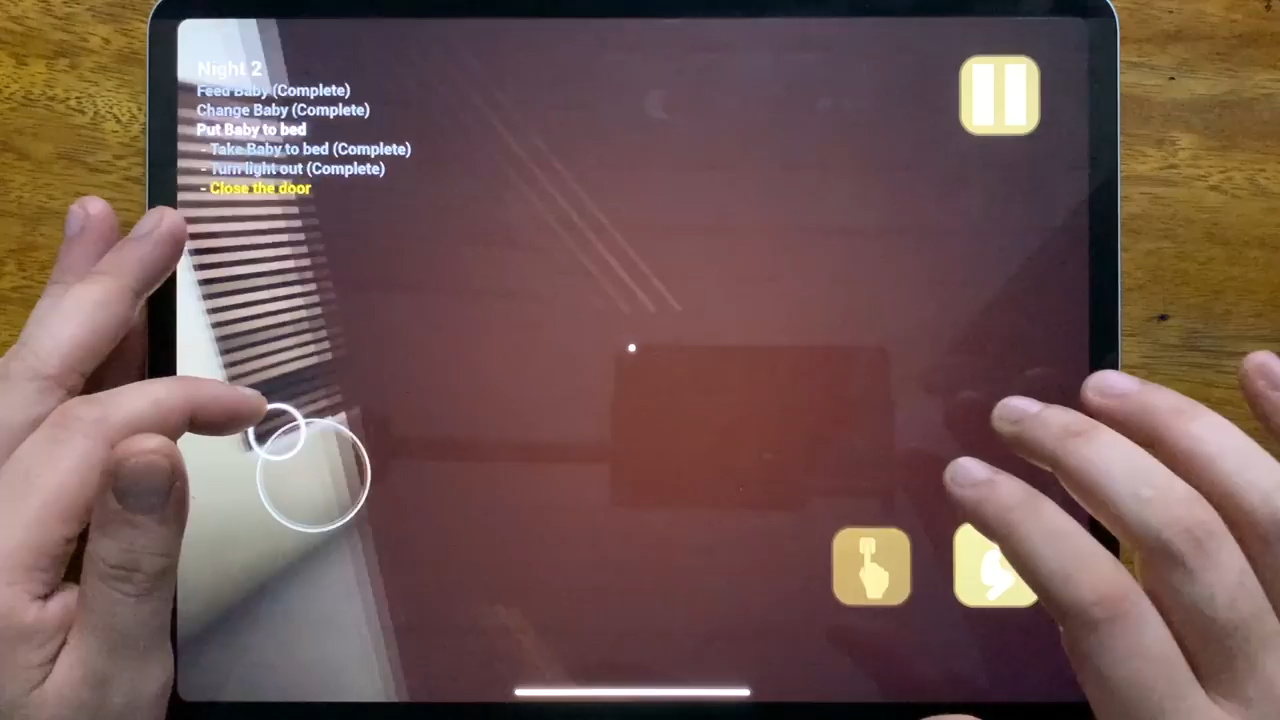 Night 2
Feed Baby (Complete)
Change Baby (Complete)
Put Baby to bed
- Take Baby to bed (Complete)
- Turn light out (Complete)
- Close the door